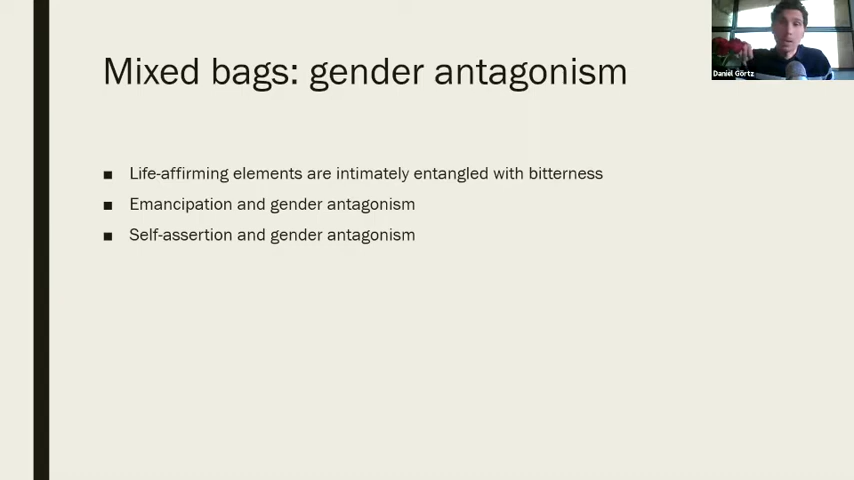 Mixed bags: gender antagonism
Daniel Görtz
■ Life-affirming elements are intimately entangled with bitterness
■ Emancipation and gender antagonism
■ Self-assertion and gender antagonism